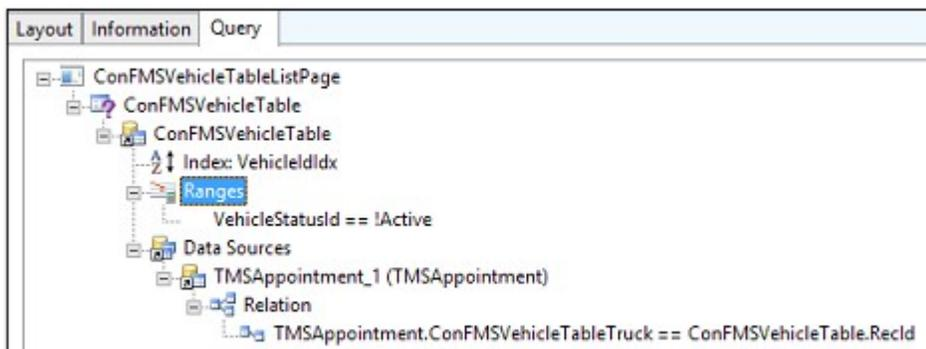 Layout Information Query
ConFMSVehicleTableListPage
ConFMSVehicleTable
ConFMSVehicleTable
Index: VehicleIdIdx
Ranges
VehicleStatusId == !Active
Data Sources
TMSAppointment_1 (TMSAppointment)
Relation
TMSAppointment.ConFMSVehicleTableTruck == ConFMSVehicleTable.RecId